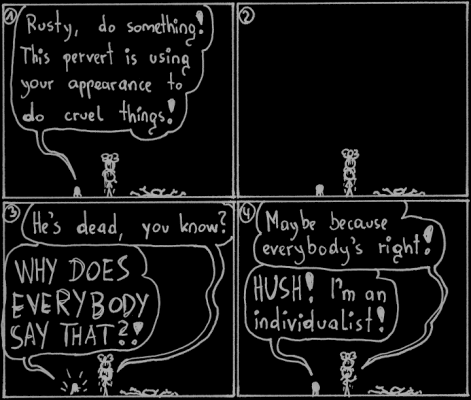 1
Rusty, do something!
This pervert is using
your appearance to
do cruel things!
2
3
He's dead, you know?
WHY DOES
EVERYBODY
SAY THAT?!
4
Maybe because
everybody's right!
HUSH! I'm an
individualist!